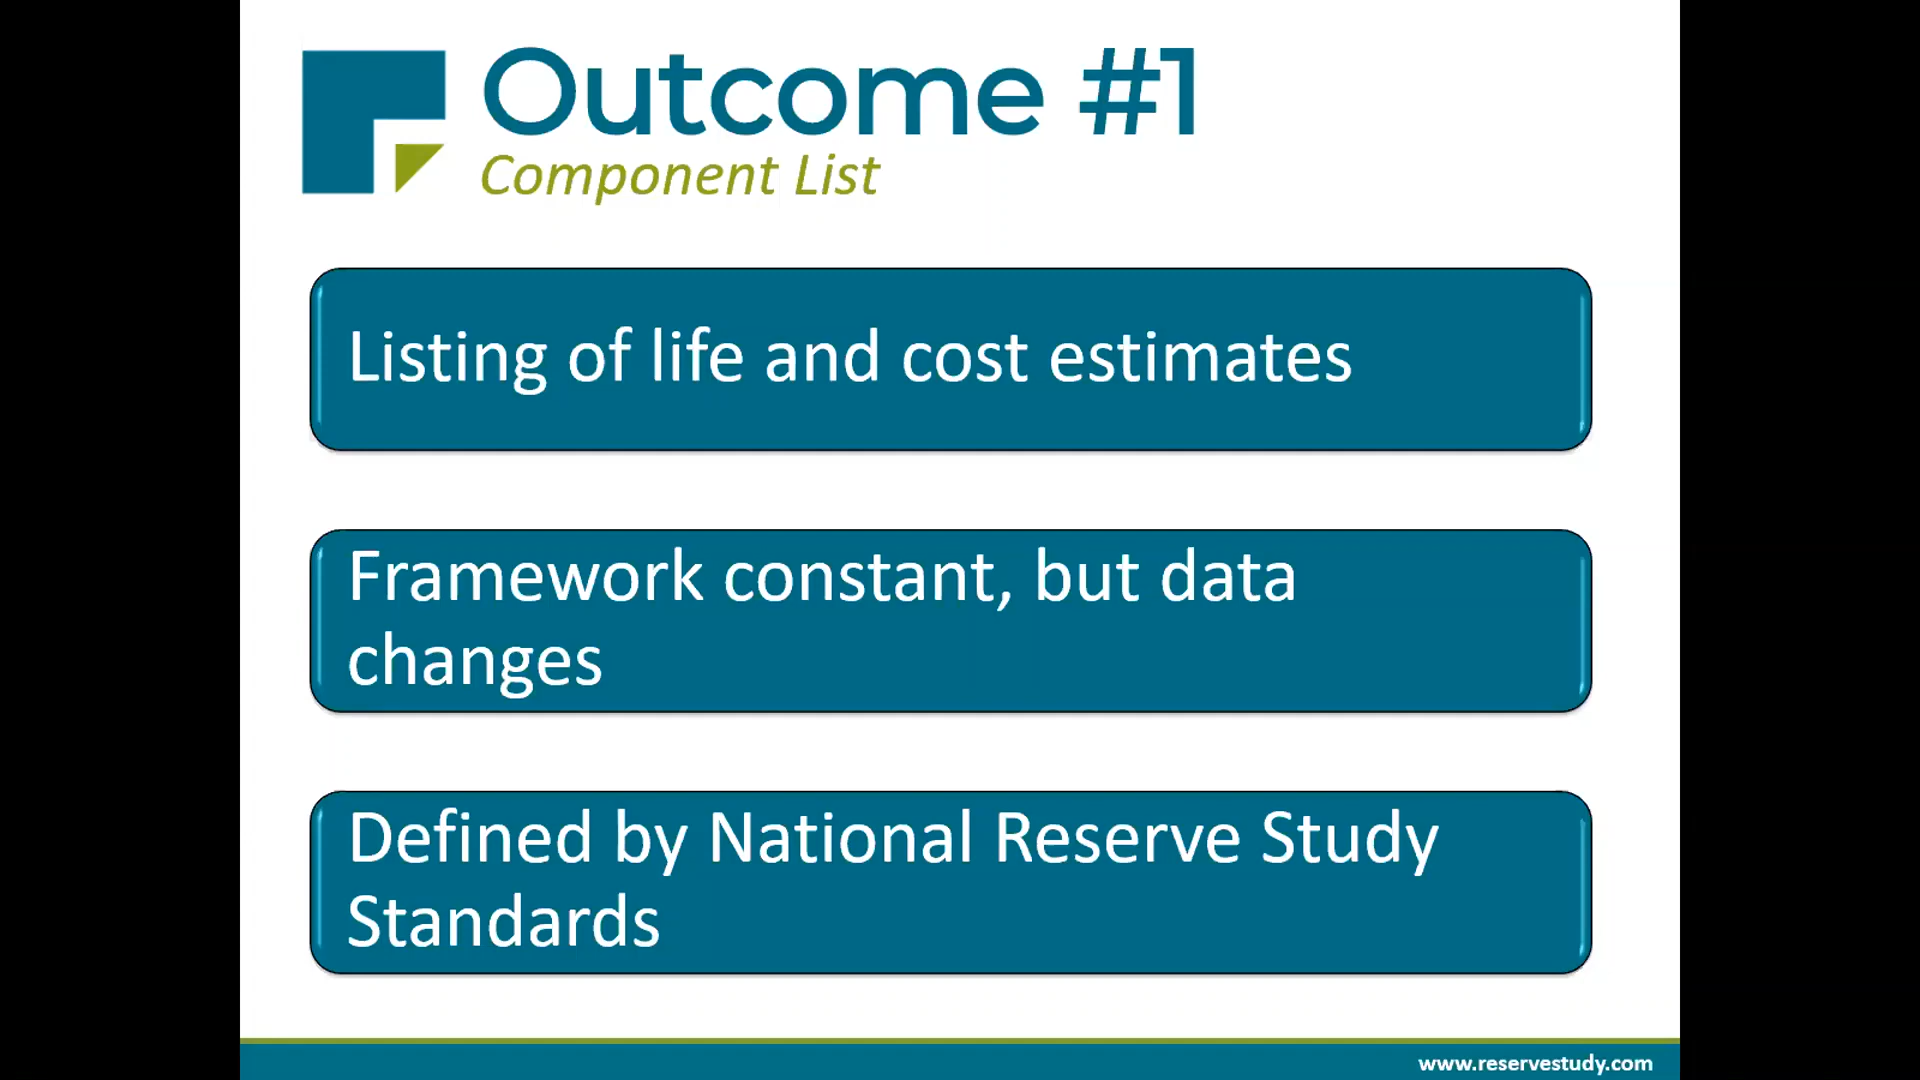 Outcome #1
Component List
Listing of life and cost estimates
Framework constant, but data
changes
Defined by National Reserve Study
Standards
www.reservestudy.com